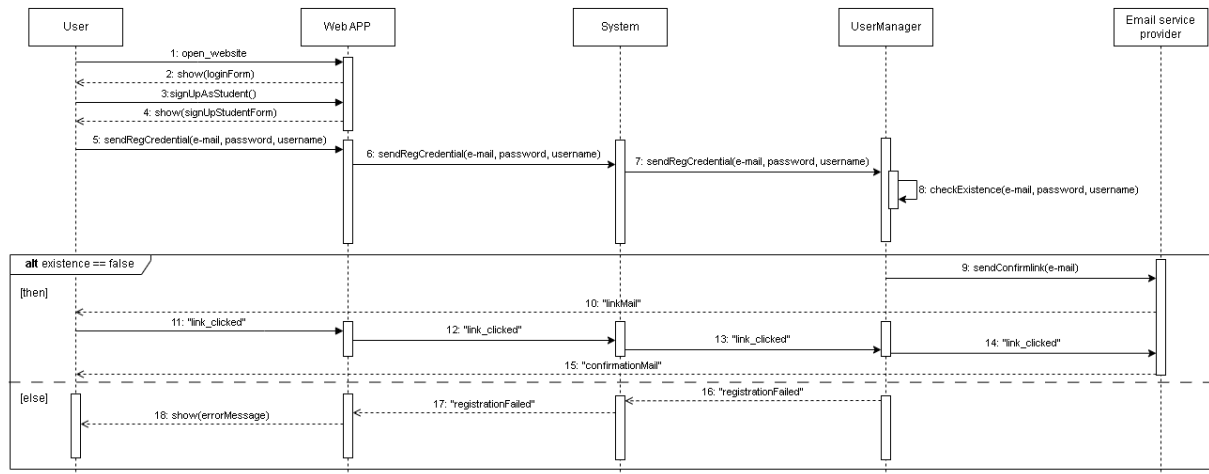 User
Web APP
System
UserManager
Email service
provider
1: open_website
2: show(loginForm)
3:signUpAsStudent()
4: show(signUpStudentForm)
5: sendRegCredential(e-mail, password, username)
6: sendRegCredential(e-mail, password, username)
7: sendRegCredential(e-mail, password, username)
8: checkExistence(e-mail, password, username)
alt existence == false
9: sendConfirmlink(e-mail)
[then]
10: "linkMail"
11: "link_clicked"
12: "link_clicked"
13: "link_clicked"
14: "link_clicked"
15: "confirmationMail"
[else]
16: "registrationFailed"
17: "registrationFailed"
18: show(errorMessage)